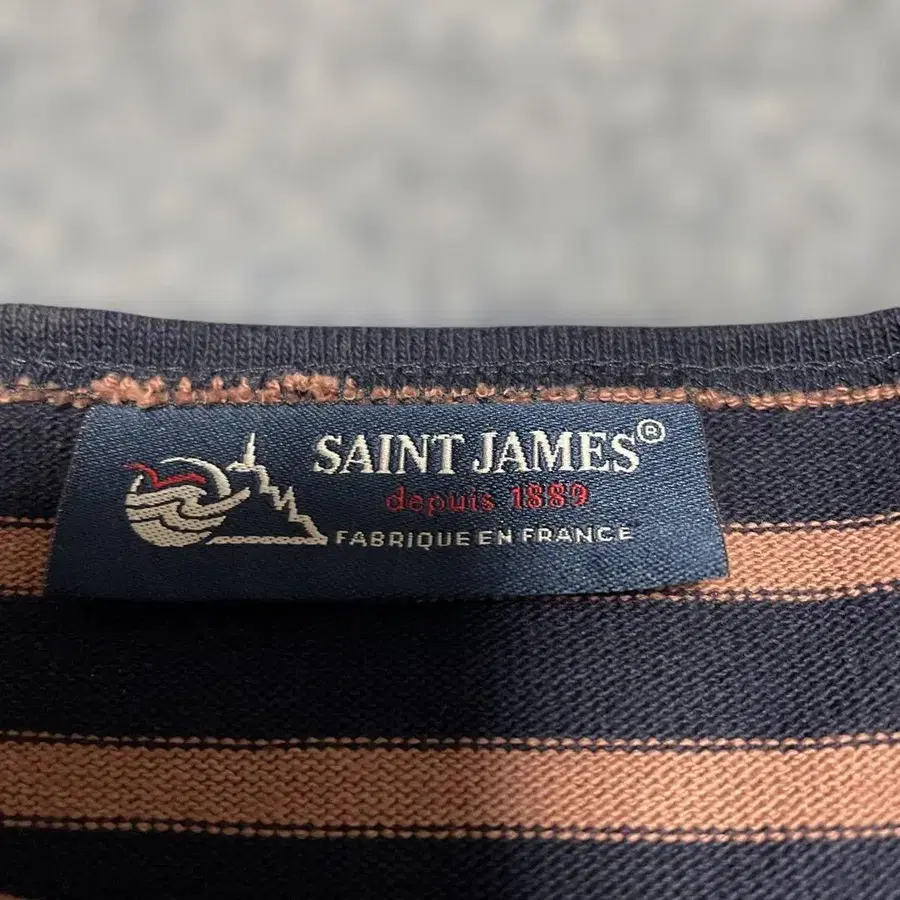 SAINT JAMES®
depuis 1889
FABRIQUE EN FRANCE